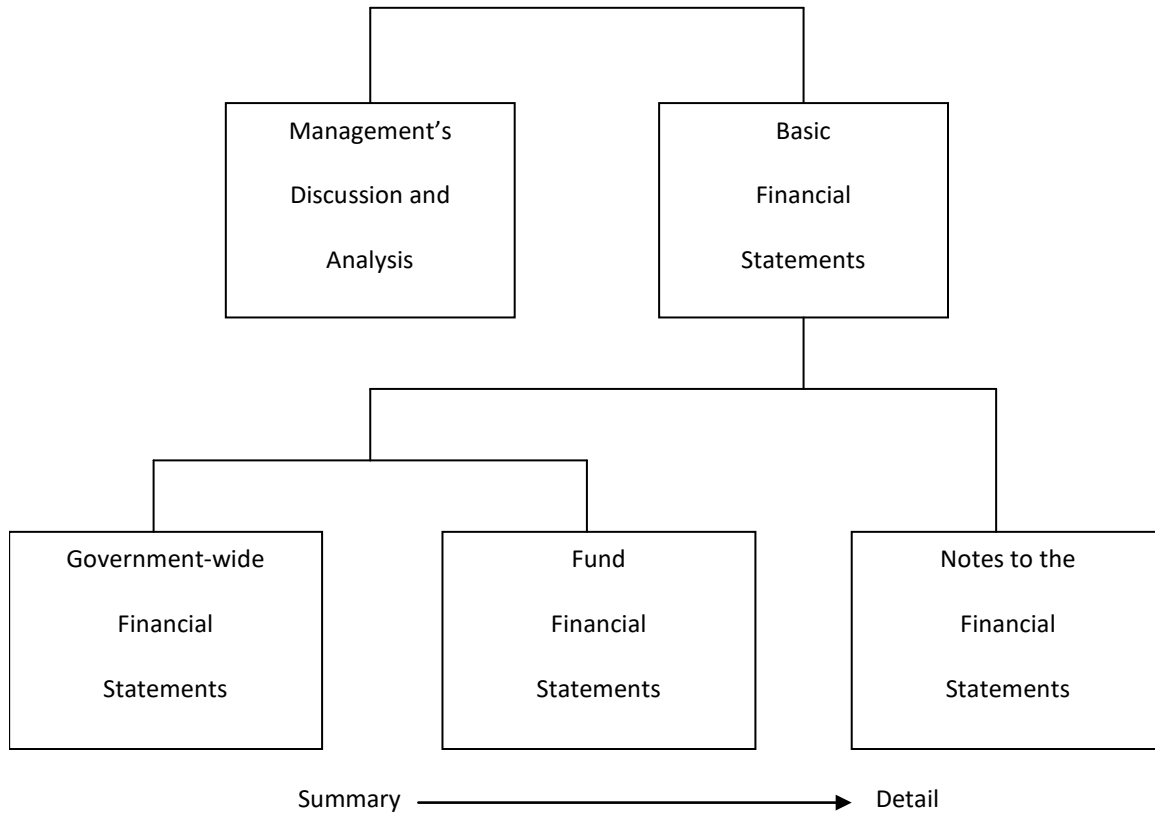 Management’s
Discussion and
Analysis
Basic
Financial
Statements
Government-wide
Financial
Statements
Fund
Financial
Statements
Notes to the
Financial
Statements
Summary
Detail